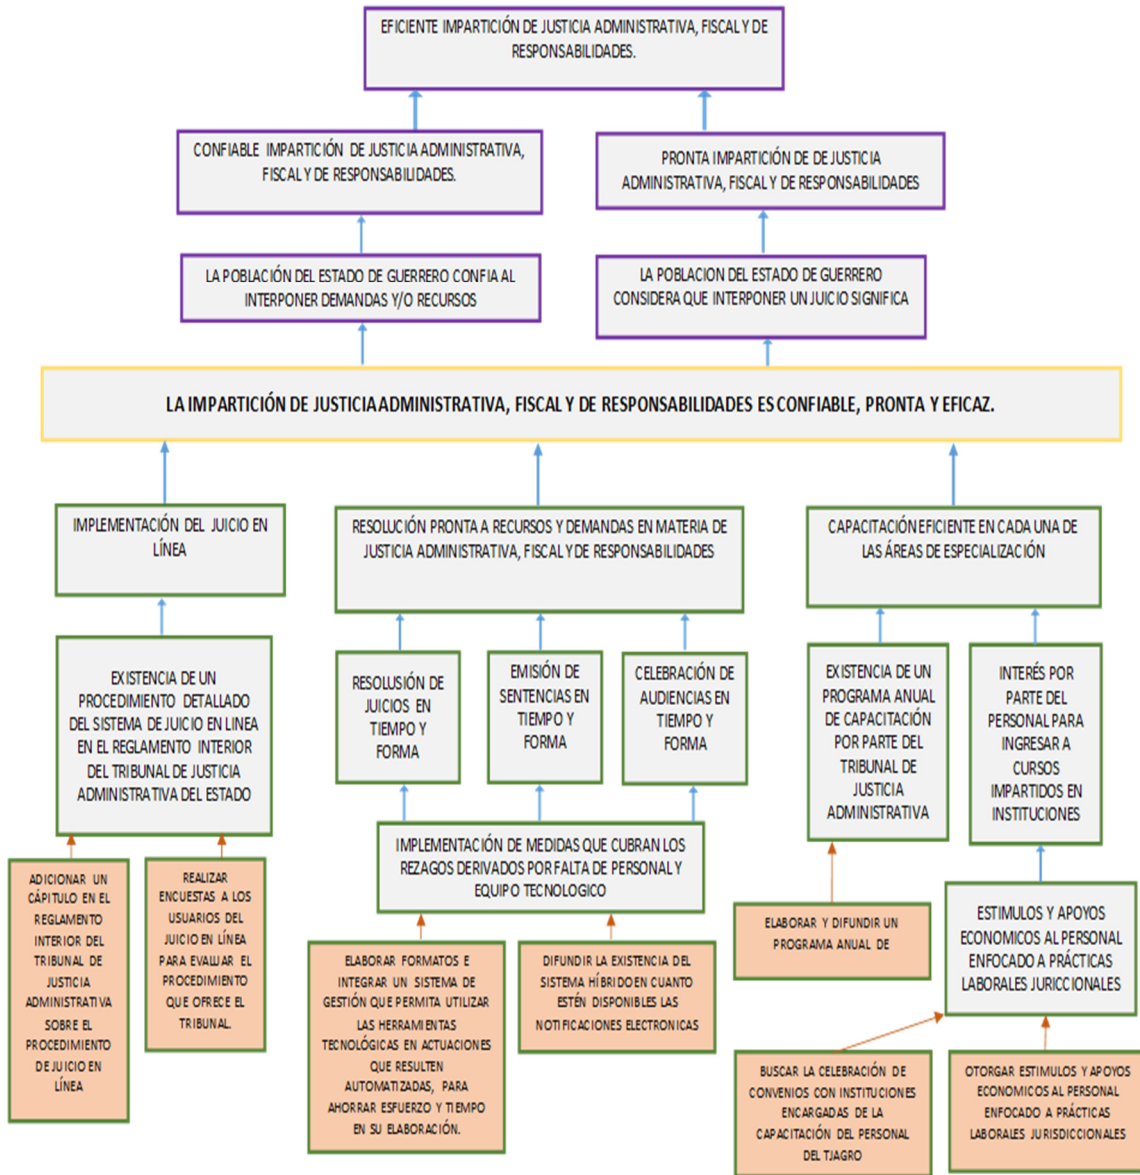 EFICIENTE IMPARTICIÓN DE JUSTICIA ADMINISTRATIVA, FISCAL Y DE
RESPONSABILIDADES.
CONFIABLE IMPARTICIÓN DE JUSTICIA ADMINISTRATIVA,
FISCAL Y DE RESPONSABILIDADES.
PRONTA IMPARTICIÓN DE DE JUSTICIA
ADMINISTRATIVA, FISCAL Y DE RESPONSABILIDADES
LA POBLACIÓN DEL ESTADO DE GUERRERO CONFIA AL
INTERPONER DEMANDAS Y/O RECURSOS
LA POBLACION DEL ESTADO DE GUERRERO
CONSIDERA QUE INTERPONER UN JUICIO SIGNIFICA
LA IMPARTICIÓN DE JUSTICIA ADMINISTRATIVA, FISCAL Y DE RESPONSABILIDADES ES CONFIABLE, PRONTA Y EFICAZ.
IMPLEMENTACIÓN DEL JUICIO EN
LÍNEA
RESOLUCIÓN PRONTA A RECURSOS Y DEMANDAS EN MATERIA DE
JUSTICIA ADMINISTRATIVA, FISCAL Y DE RESPONSABILIDADES
CAPACITACIÓN EFICIENTE EN CADA UNA DE
LAS ÁREAS DE ESPECIALIZACIÓN
EXISTENCIA DE UN
PROCEDIMIENTO DETALLADO
DEL SISTEMA DE JUICIO EN LINEA
EN EL REGLAMENTO INTERIOR
DEL TRIBUNAL DE JUSTICIA
ADMINISTRATIVA DEL ESTADO
RESOLUSIÓN DE
JUICIOS EN
TIEMPO Y
FORMA
EMISIÓN DE
SENTENCIAS EN
TIEMPO Y
FORMA
CELEBRACIÓN DE
AUDIENCIAS EN
TIEMPO Y
FORMA
EXISTENCIA DE UN
PROGRAMA ANUAL
DE CAPACITACIÓN
POR PARTE DEL
TRIBUNAL DE
JUSTICIA
ADMINISTRATIVA
INTERÉS POR
PARTE DEL
PERSONAL PARA
INGRESAR A
CURSOS
IMPARTIDOS EN
INSTITUCIONES
IMPLEMENTACIÓN DE MEDIDAS QUE CUBRAN LOS
REZAGOS DERIVADOS POR FALTA DE PERSONAL Y
EQUIPO TECNOLOGICO
ADICIONAR UN
CÁPITULO EN EL
REGLAMENTO
INTERIOR DEL
TRIBUNAL DE
JUSTICIA
ADMINISTRATIVA
SOBRE EL
PROCEDIMIENTO
DE JUICIO EN
LÍNEA
REALIZAR
ENCUESTAS A LOS
USUARIOS DEL
JUICIO EN LÍNEA
PARA EVALUAR EL
PROCEDIMIENTO
QUE OFRECE EL
TRIBUNAL.
ELABORAR Y DIFUNDIR UN
PROGRAMA ANUAL DE
ESTIMULOS Y APOYOS
ECONOMICOS AL PERSONAL
ENFOCADO A PRÁCTICAS
LABORALES JURICCIONALES
ELABORAR FORMATOS E
INTEGRAR UN SISTEMA DE
GESTIÓN QUE PERMITA UTILIZAR
LAS HERRAMIENTAS
TECNOLÓGICAS EN ACTUACIONES
QUE RESULTEN
AUTOMATIZADAS, PARA
AHORRAR ESFUERZO Y TIEMPO
EN SU ELABORACIÓN.
DIFUNDIR LA EXISTENCIA DEL
SISTEMA HÍBRIDO EN CUANTO
ESTÉN DISPONIBLES LAS
NOTIFICACIONES ELECTRONICAS
BUSCAR LA CELEBRACIÓN DE
CONVENIOS CON INSTITUCIONES
ENCARGADAS DE LA
CAPACITACIÓN DEL PERSONAL
DEL TJAGRO
OTORGAR ESTIMULOS Y APOYOS
ECONOMICOS AL PERSONAL
ENFOCADO A PRÁCTICAS
LABORALES JURISDICCIONALES